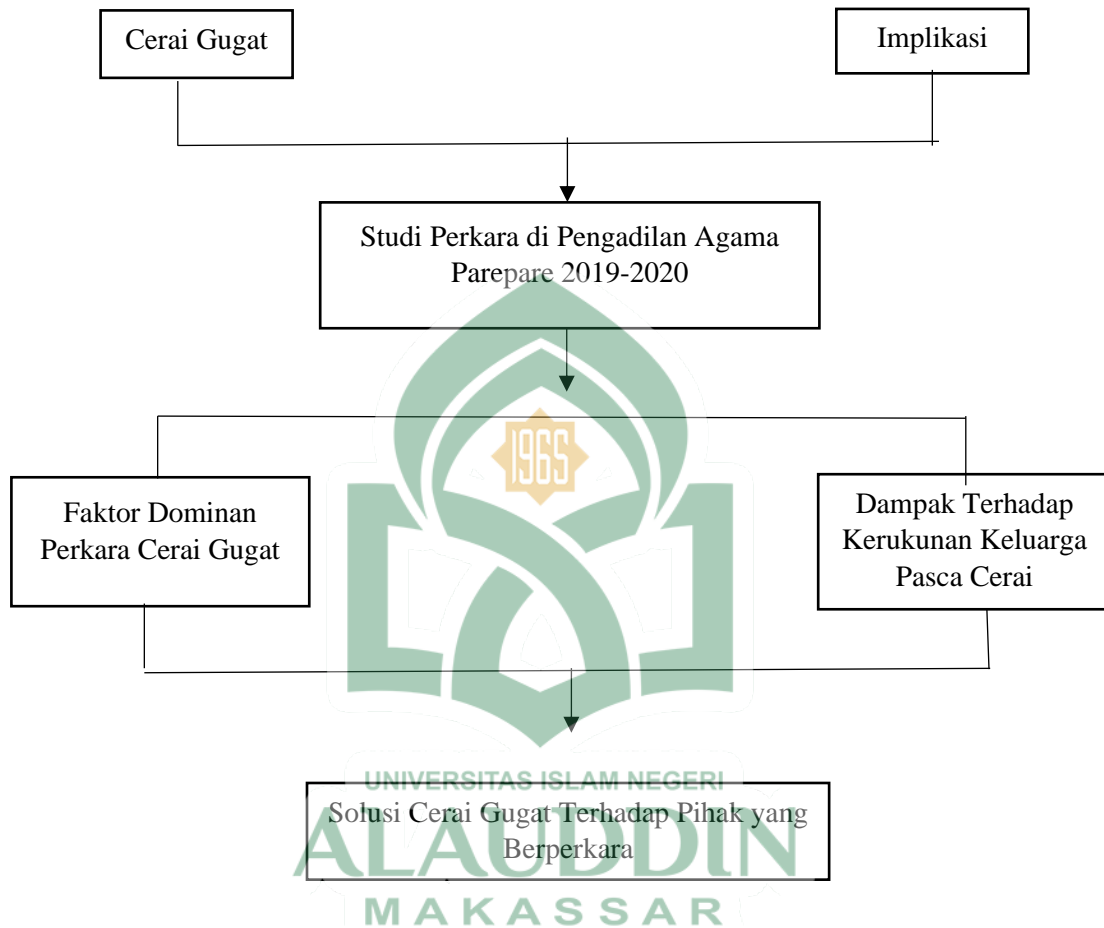 Cerai Gugat
Implikasi
Studi Perkara di Pengadilan Agama
Parepare 2019-2020
1965
Faktor Dominan
Perkara Cerai Gugat
Dampak Terhadap
Kerukunan Keluarga
Pasca Cerai
UNIVERSITAS ISLAM NEGERI
Solusi Cerai Gugat Terhadap Pihak yang
Berperkara
ALAUDDIN
MAKASSAR